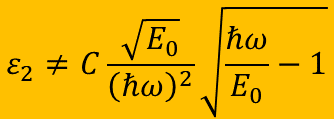 ε₂ ≠ C √E₀ / (ħω)² √(ħω / E₀ − 1)